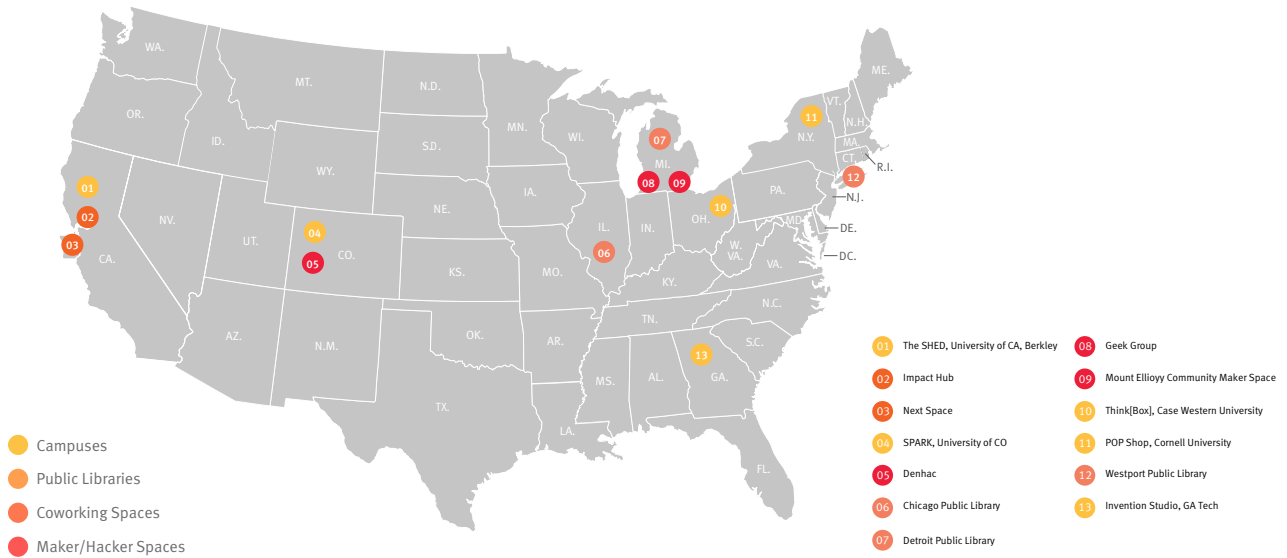 WA.
MT.
N.D.
MN.
ME.
VT.
N.H.
OR.
ID.
S.D.
WI.
07
11
N.Y.
MA.
CT.
R.I.
WY.
MI.
12
01
IA.
08
09
PA.
N.J.
02
NV.
NE.
10
OH.
MD.
DE.
03
CA.
UT.
04
05
CO.
IL.
06
IN.
W.
VA.
VA.
DC.
KS.
MO.
KY.
AZ.
N.M.
OK.
AR.
TN.
N.C.
S.C.
13
GA.
MS.
AL.
TX.
LA.
FL.
Campuses
Public Libraries
Coworking Spaces
Maker/Hacker Spaces
01 The SHED, University of CA, Berkley
02 Impact Hub
03 Next Space
04 SPARK, University of CO
05 Denhac
06 Chicago Public Library
07 Detroit Public Library
08 Geek Group
09 Mount Ellioyy Community Maker Space
10 Think[Box], Case Western University
11 POP Shop, Cornell University
12 Westport Public Library
13 Invention Studio, GA Tech